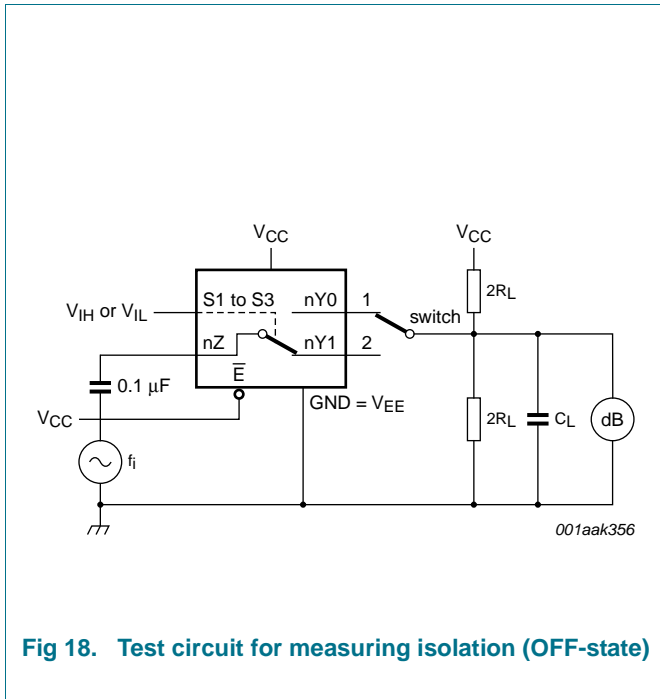 VCC VCC
2RL
S1 to S3 nY0 1
switch
VIH or VIL
nZ nY1 2
E̅
0.1 μF
GND = VEE
2RL CL dB
VCC
fi
001aak356
Fig 18. Test circuit for measuring isolation (OFF-state)